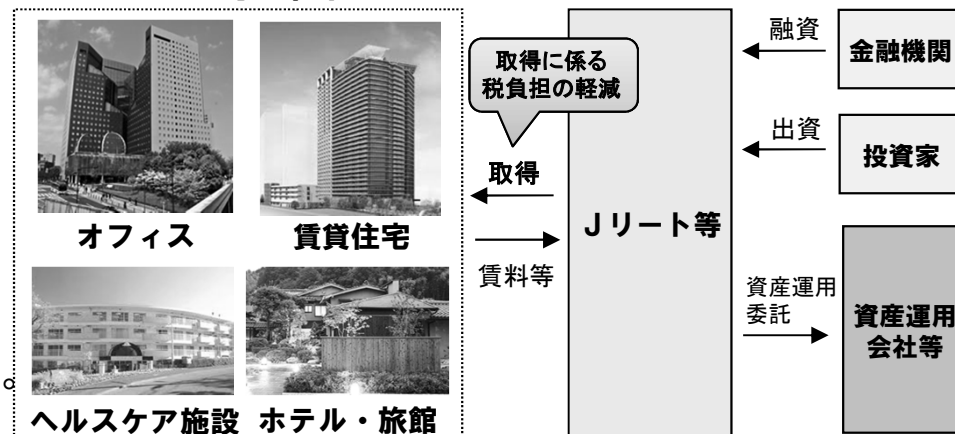 取得に係る
税負担の軽減
融資
金融機関
出資
投資家
取得
オフィス
賃貸住宅
Jリート等
賃料等
資産運用
委託
資産運用
会社等
ヘルスケア施設
ホテル・旅館
。